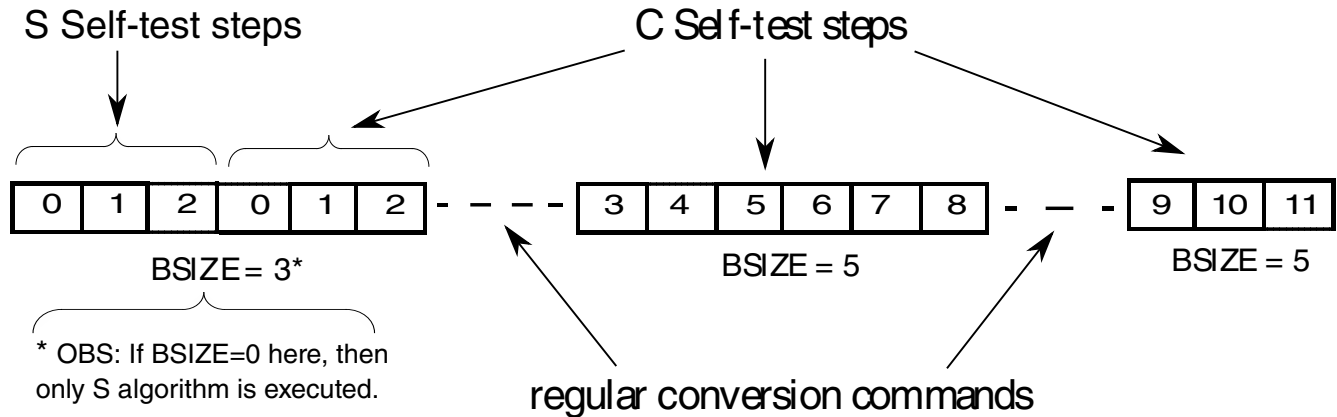 S Self-test steps
C Self-test steps
0 1 2 0 1 2 3 4 5 6 7 8 9 10 11
BSIZE = 3*
BSIZE = 5
BSIZE = 5
* OBS: If BSIZE=0 here, then
only S algorithm is executed.
regular conversion commands